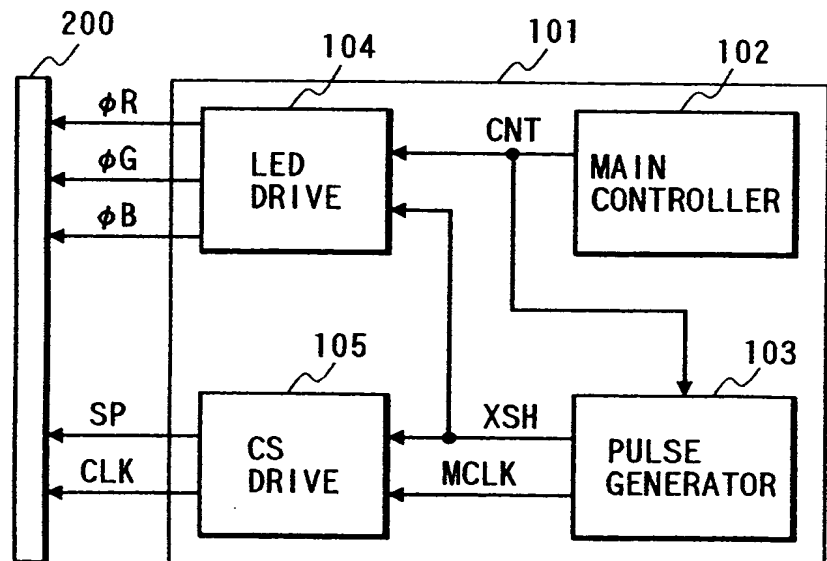 200
101
104
102
φR
φG
φB
LED
DRIVE
CNT
MAIN
CONTROLLER
105
103
SP
CLK
CS
DRIVE
XSH
MCLK
PULSE
GENERATOR